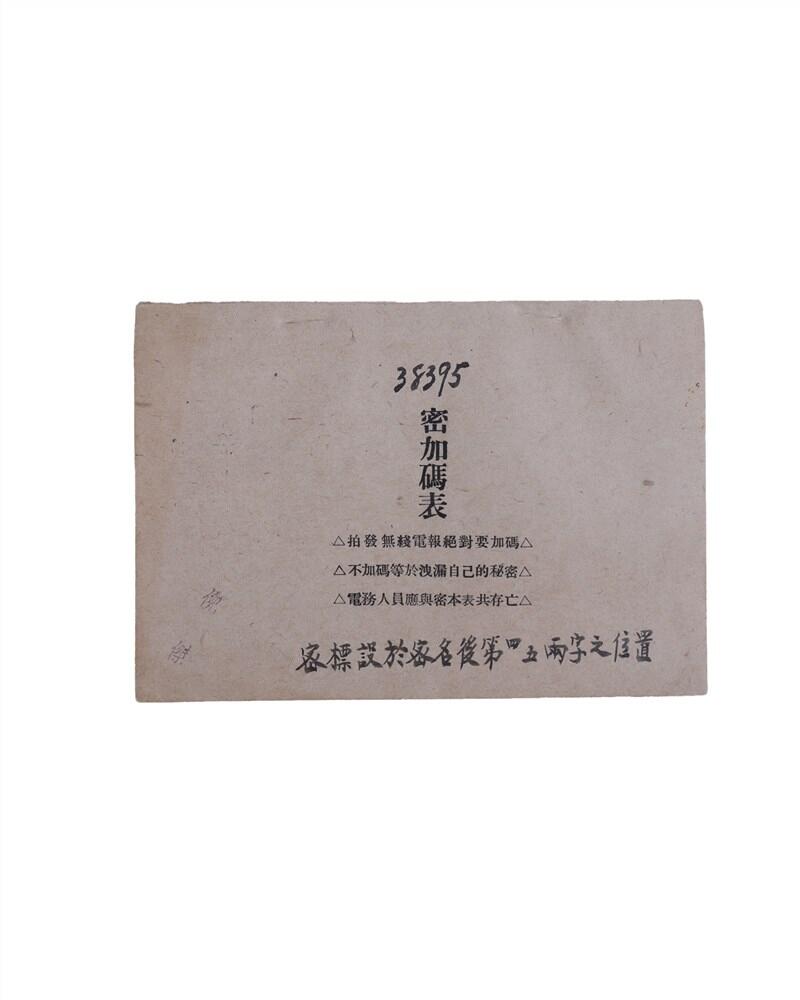 38395
密加碼表
△拍發無綫電報絕對要加碼△
△不加碼等於洩漏自己的秘密△
△電務人員應與密本表共存亡△
密標設於密名後第四五兩字之位置